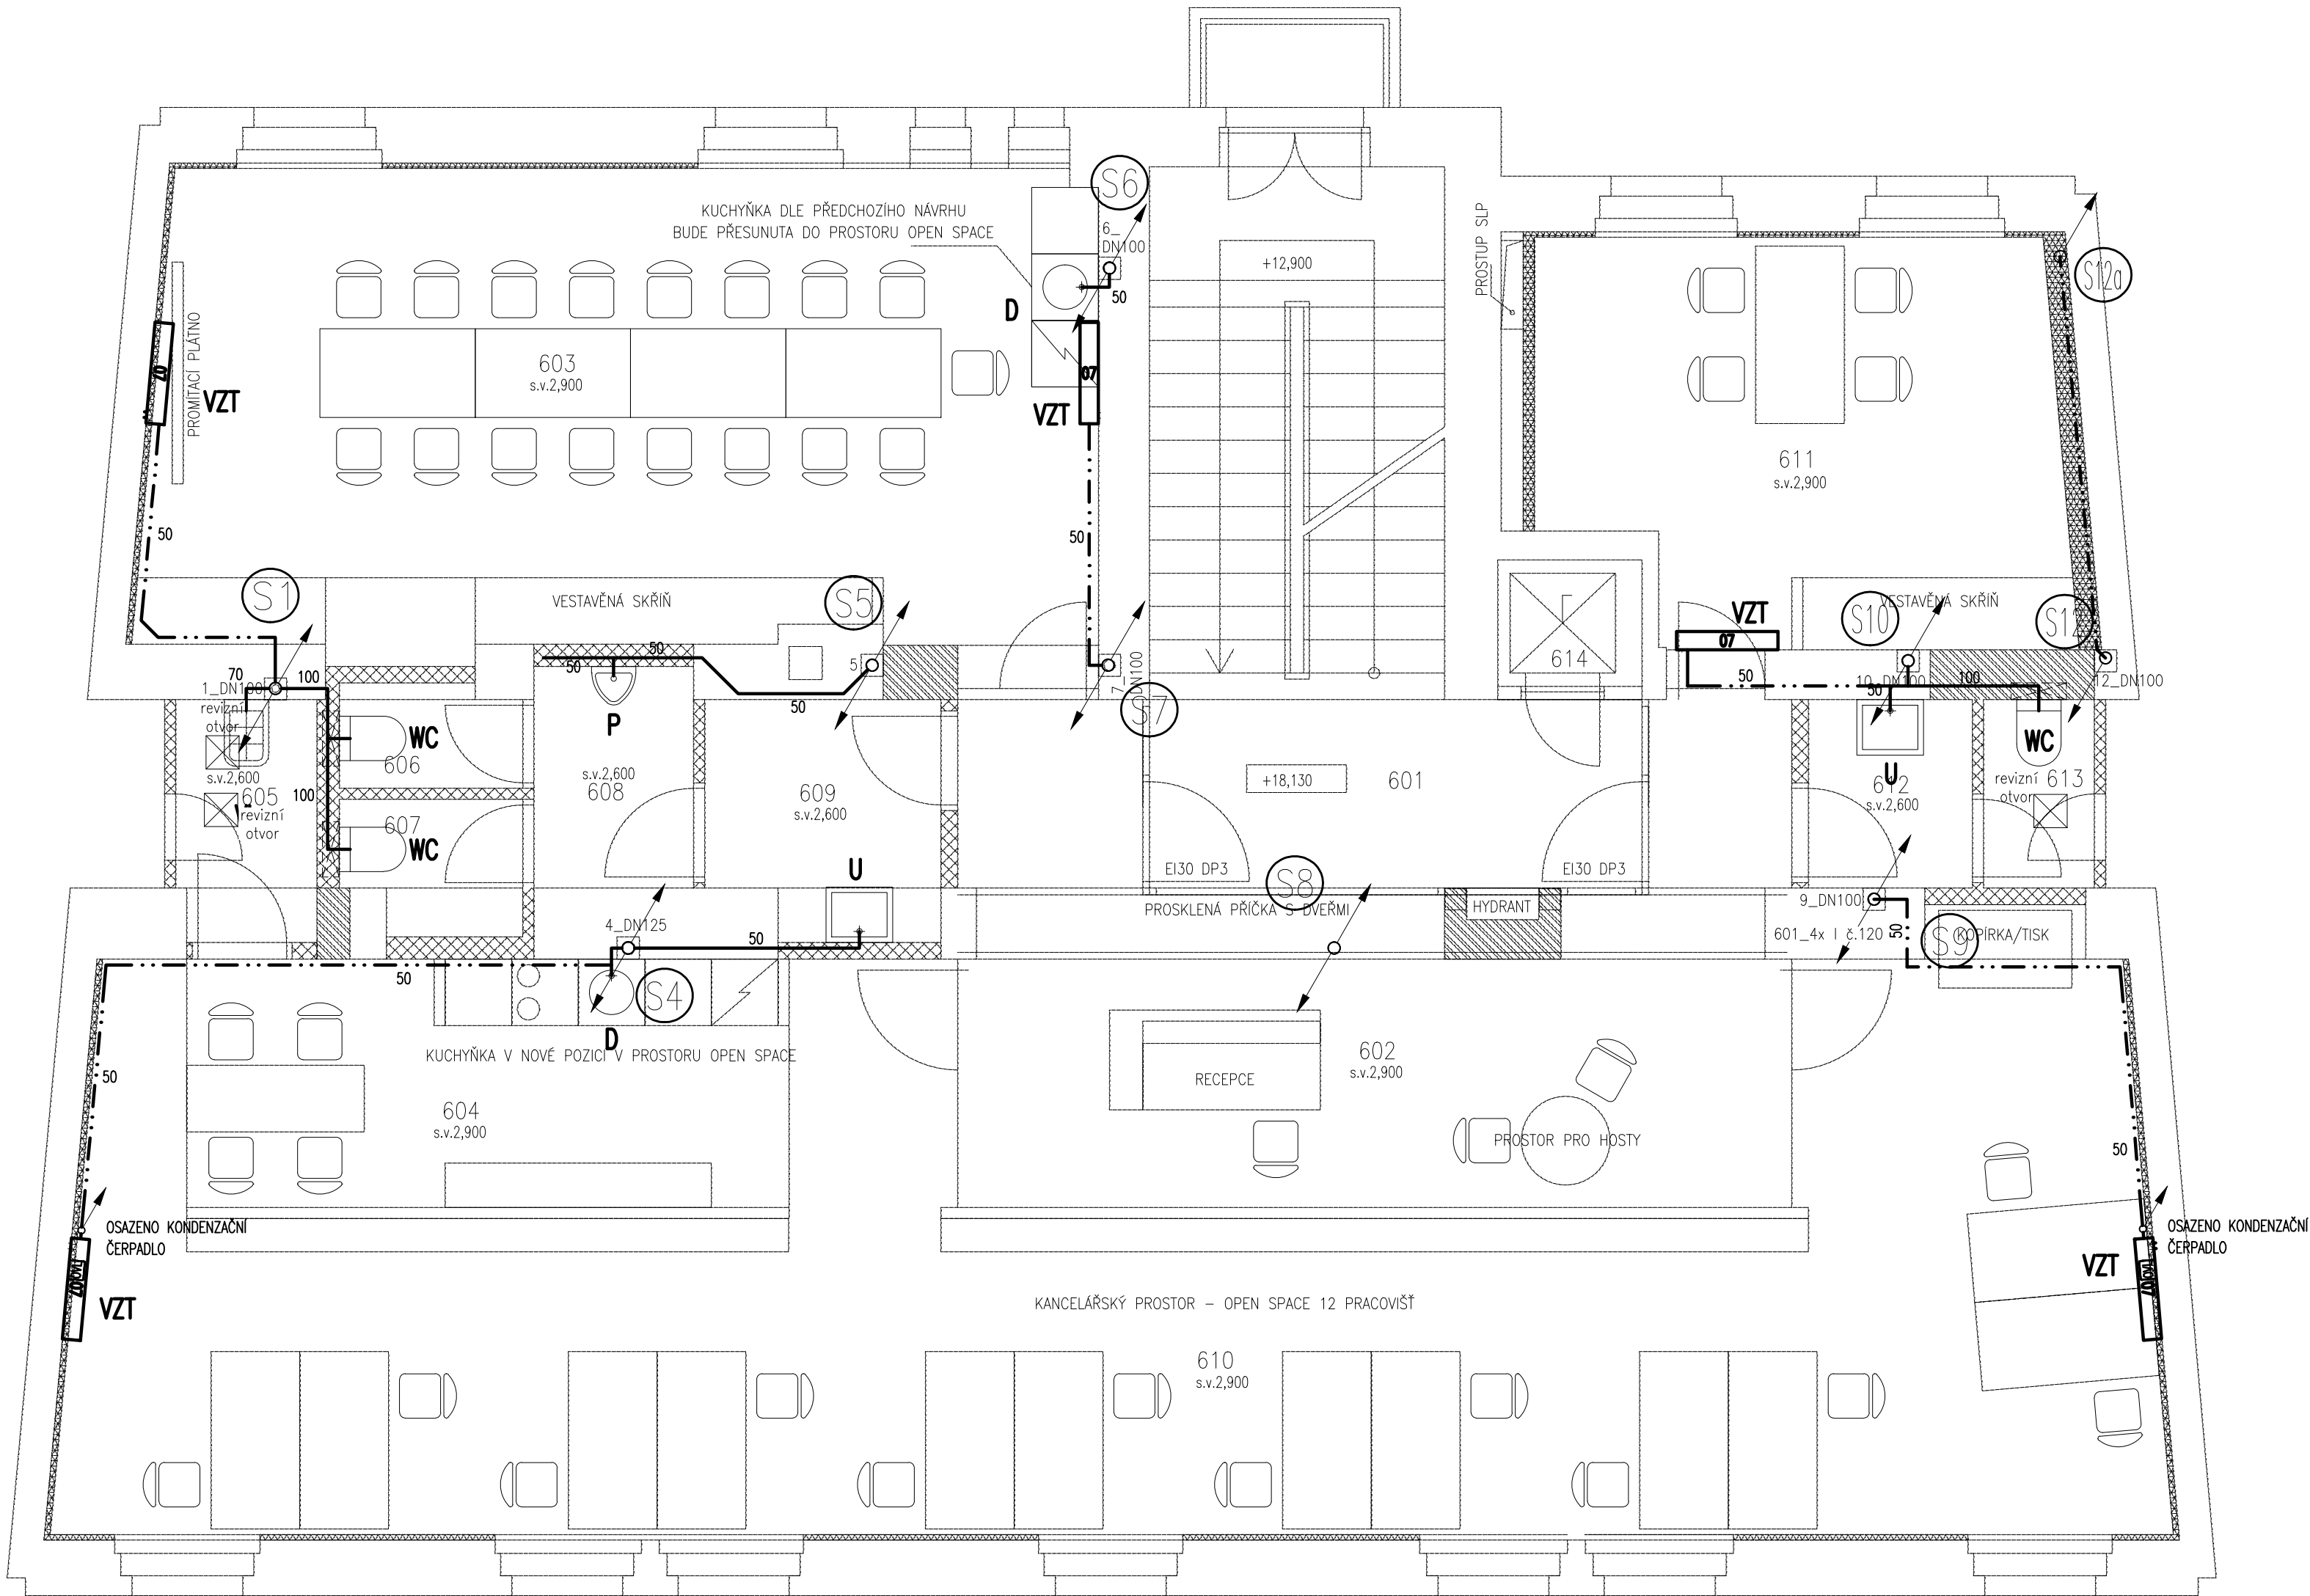 S6
KUCHYŇKA DLE PŘEDCHOZÍHO NÁVRHU
BUDE PŘESUNUTA DO PROSTORU OPEN SPACE
6_
DN100
50
D
+12,900
PROSTUP SLP
S12a
PROMÍTACÍ PLÁTNO
07
VZT
603
s.v.2,900
07
VZT
611
s.v.2,900
50
50
S1
VESTAVĚNÁ SKŘÍŇ
S5
S10
VESTAVĚNÁ SKŘÍŇ
VZT
07
614
50
50
5
50
7_
DN100
S7
70
100
1_DN100
revizní
otvor
s.v.2,600
605
revizní
otvor
100
WC
606
607
WC
P
s.v.2,600
608
609
s.v.2,600
U
+18,130
601
EI30 DP3
EI30 DP3
50
10_DN100
50
100
12_DN100
U
612
s.v.2,600
WC
revizní
otvor
613
S8
PROSKLENÁ PŘÍČKA S DVEŘMI
HYDRANT
9_DN100
601_4x I č.120
50
S9
KOPÍRKA/TISK
4_DN125
50
50
S4
D
KUCHYŇKA V NOVÉ POZICI V PROSTORU OPEN SPACE
50
604
s.v.2,900
602
s.v.2,900
RECEPCE
PROSTOR PRO HOSTY
50
OSAZENO KONDENZAČNÍ
ČERPADLO
VZT
OSAZENO KONDENZAČNÍ
ČERPADLO
VZT
KANCELÁŘSKÝ PROSTOR – OPEN SPACE 12 PRACOVIŠŤ
610
s.v.2,900